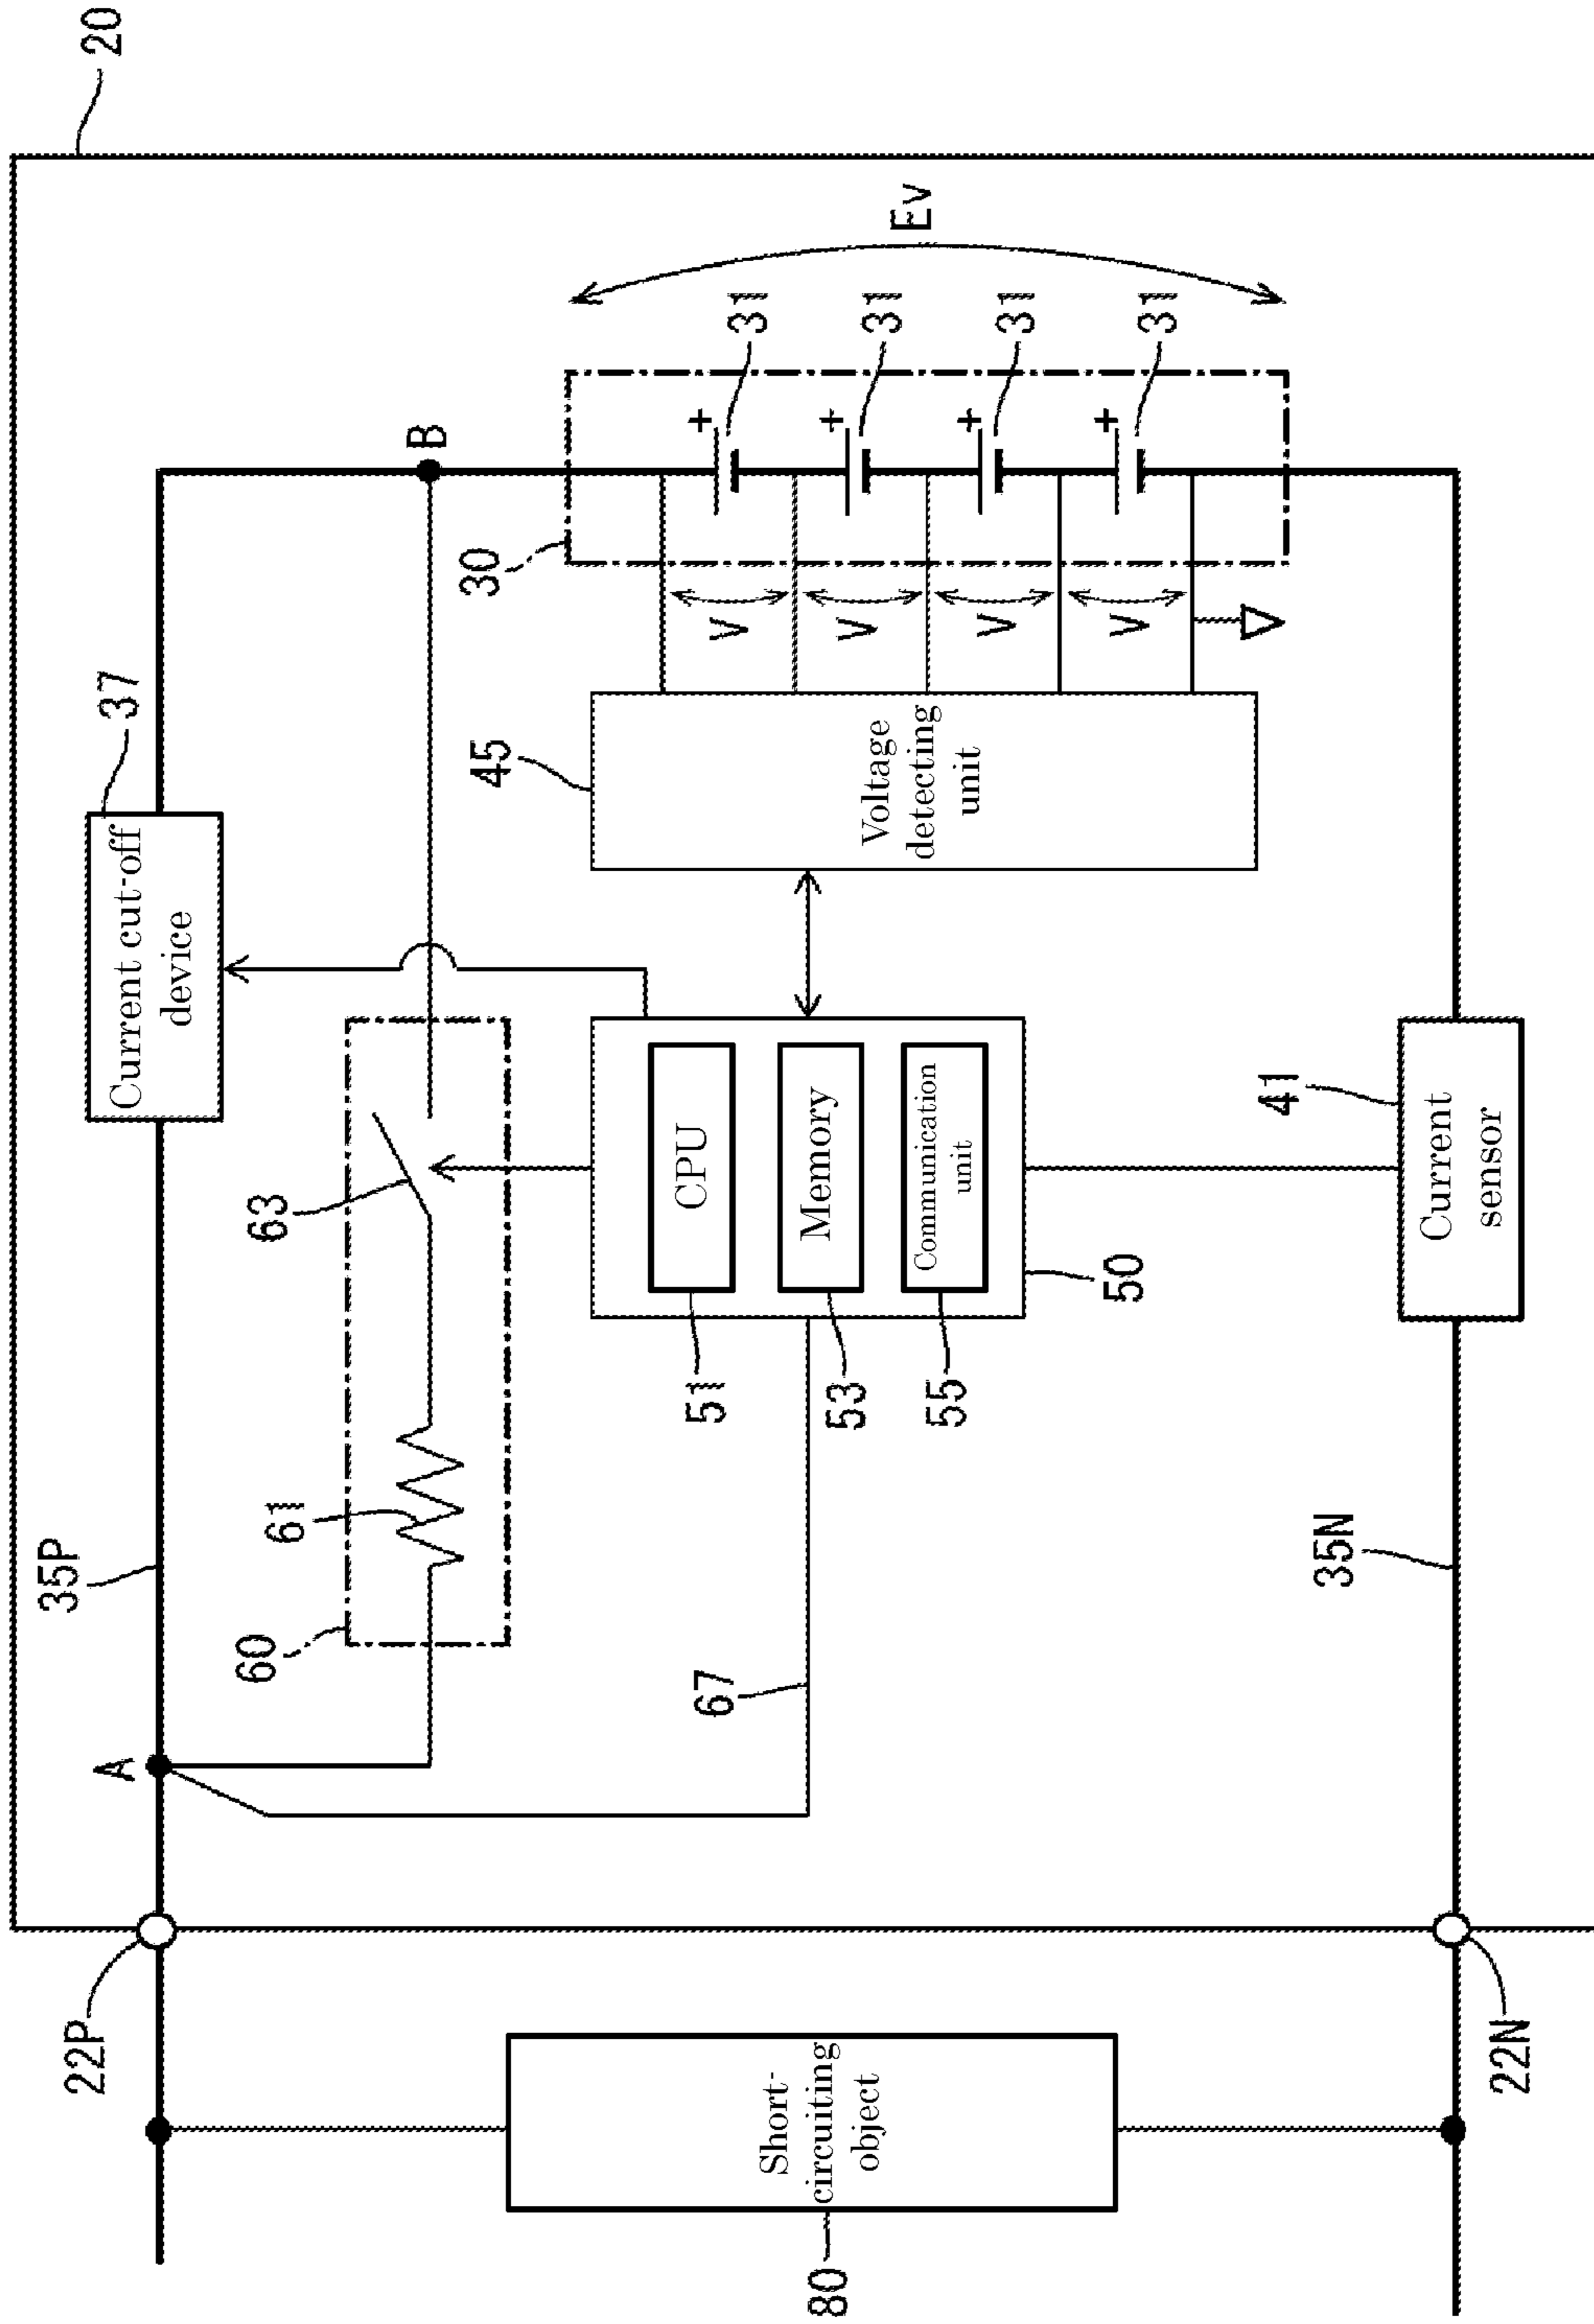 20
22P
A
35P
Current cut-off
device
37
60
61
63
B
67
51
CPU
53
Memory
55
Communication
unit
50
45
Voltage
detecting
unit
30
V
V
V
V
+
+
+
+
31
31
31
31
EV
80
Short-
circuiting
object
22N
35N
Current
sensor
41